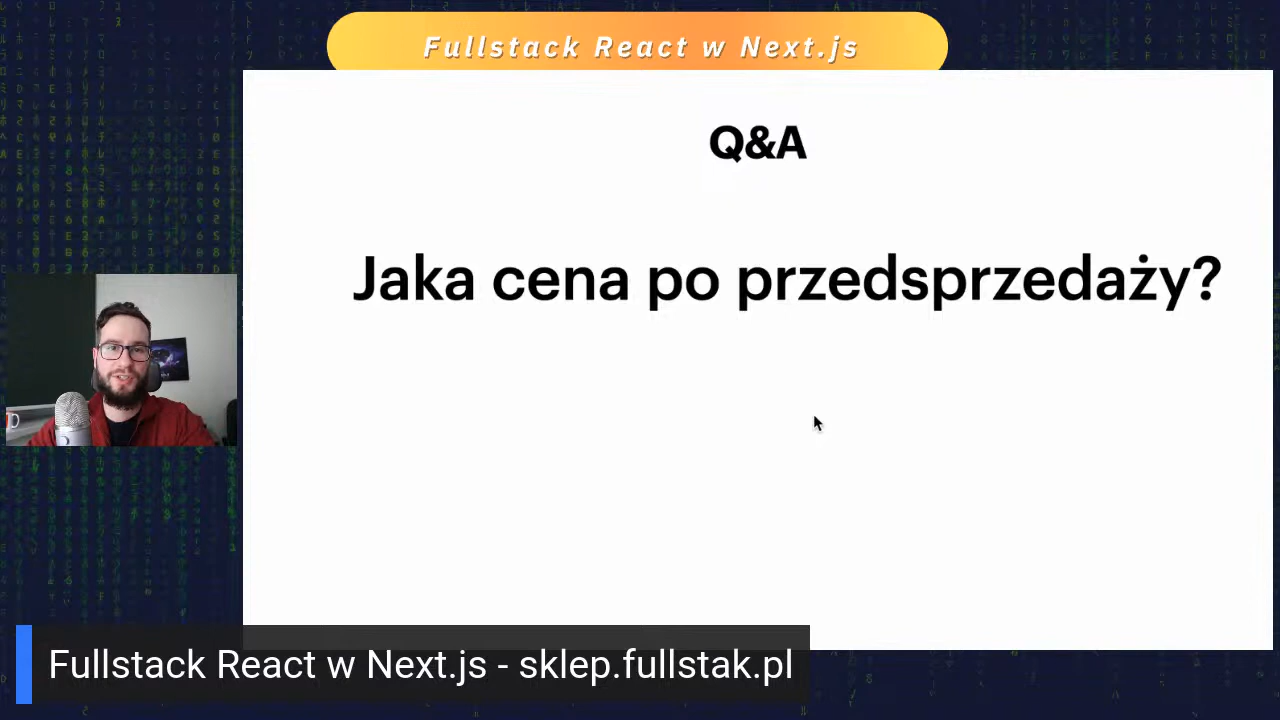 Fullstack React w Next.js
Q&A
Jaka cena po przedsprzedaży?
Fullstack React w Next.js - sklep.fullstak.pl